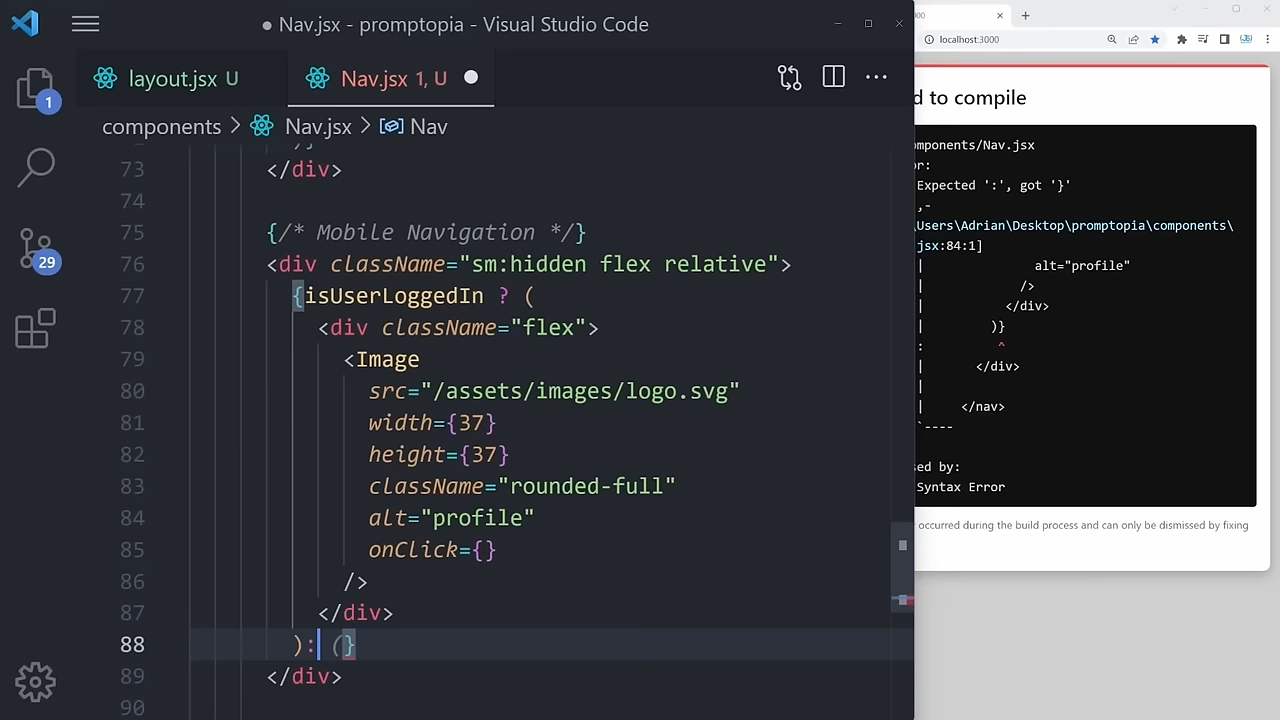 Nav.jsx - promptopia - Visual Studio Code
layout.jsx U
Nav.jsx 1, U
components > Nav.jsx > Nav
1
29
73 </div>
74
75 {/* Mobile Navigation */}
76 <div className="sm:hidden flex relative">
77 {isUserLoggedIn ? (
78 <div className="flex">
79 <Image
80 src="/assets/images/logo.svg"
81 width={37}
82 height={37}
83 className="rounded-full"
84 alt="profile"
85 onClick={}
86 />
87 </div>
88 ): (}
89 </div>
90
localhost:3000
d to compile
omponents/Nav.jsx
or:
Expected ':', got '}'
,-
\Users\Adrian\Desktop\promptopia\components\
jsx:84:1]
| alt="profile"
| />
| </div>
| )}
: ^
| </div>
|
| </nav>
`----
sed by:
Syntax Error
occurred during the build process and can only be dismissed by fixing